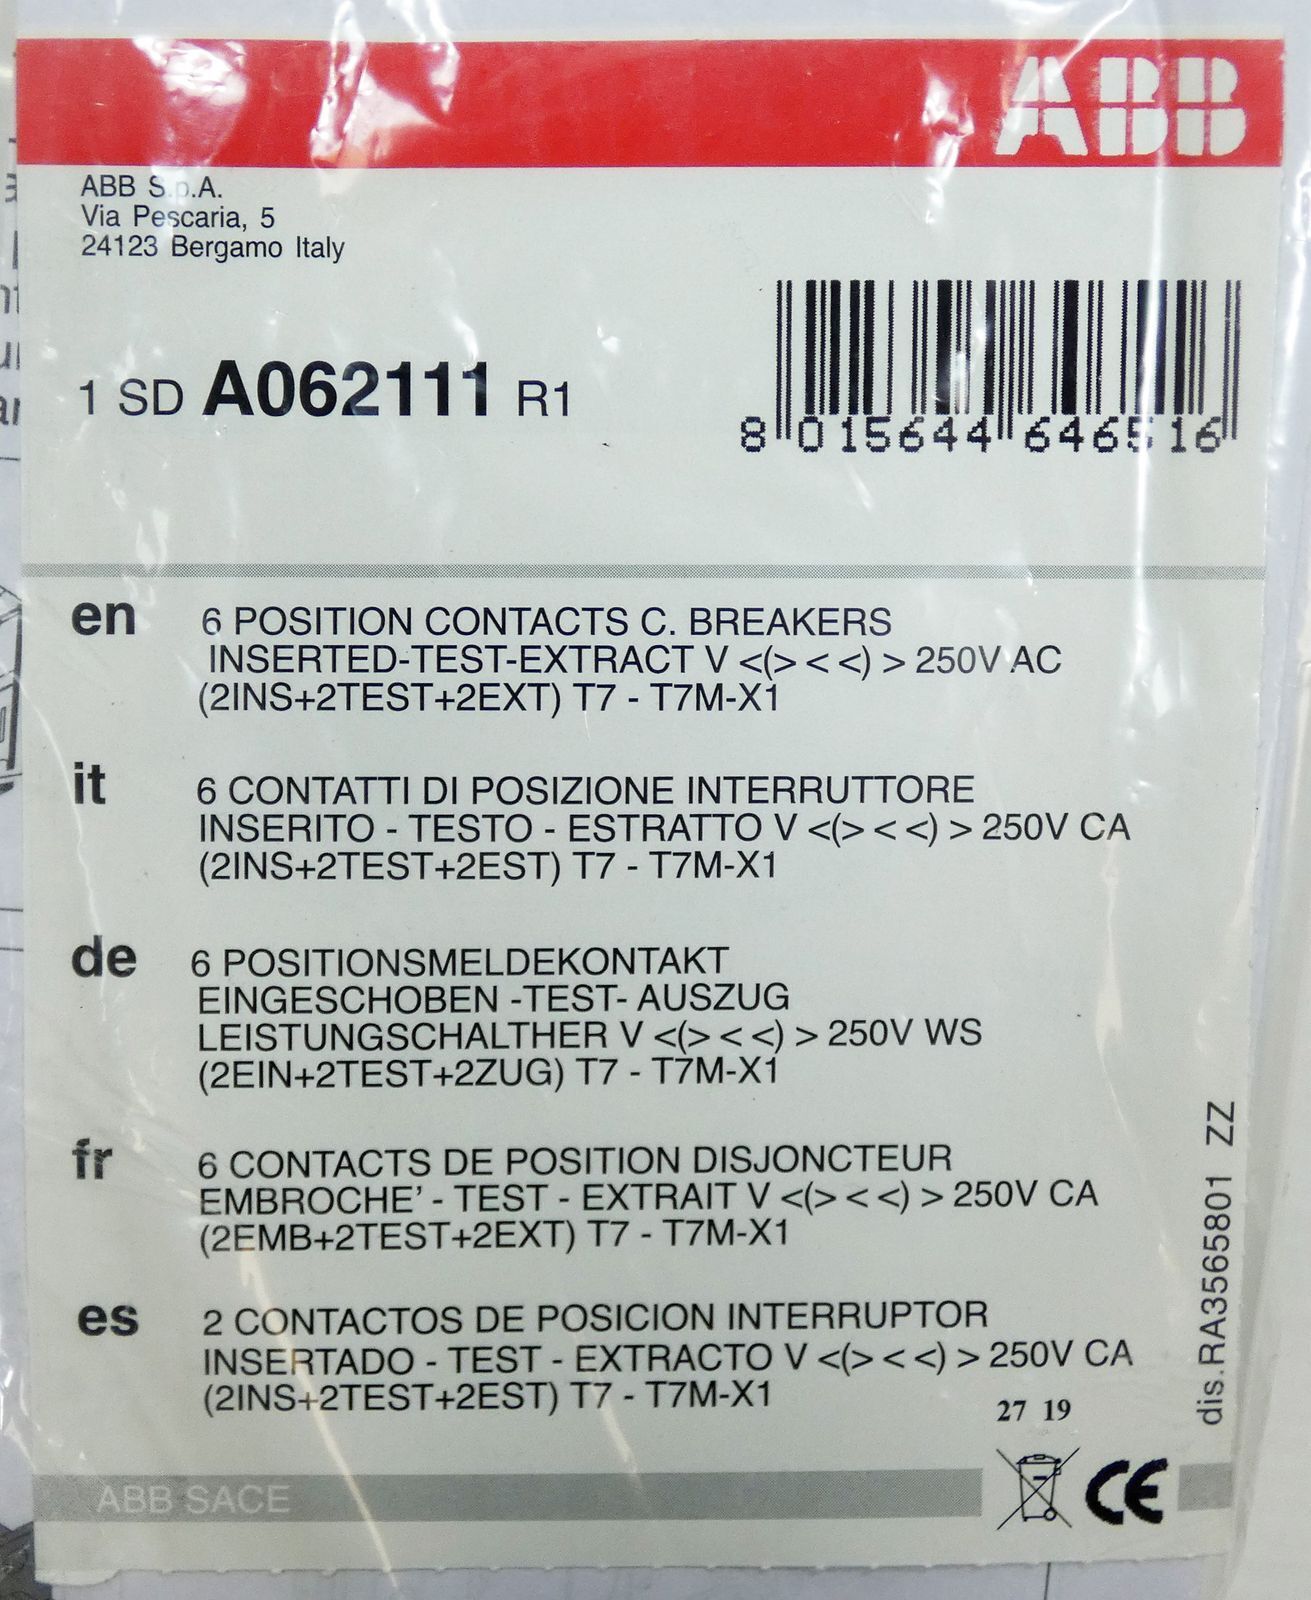 ABB
ABB S.p.A.
Via Pescaria, 5
24123 Bergamo Italy
1 SD A062111 R1
8 015644 646516
en
6 POSITION CONTACTS C. BREAKERS
INSERTED-TEST-EXTRACT V <(> < <) > 250V AC
(2INS+2TEST+2EXT) T7 - T7M-X1
it
6 CONTATTI DI POSIZIONE INTERRUTTORE
INSERITO - TESTO - ESTRATTO V <(> < <) > 250V CA
(2INS+2TEST+2EST) T7 - T7M-X1
de
6 POSITIONSMELDEKONTAKT
EINGESCHOBEN -TEST- AUSZUG
LEISTUNGSCHALTHER V <(> < <) > 250V WS
(2EIN+2TEST+2ZUG) T7 - T7M-X1
fr
6 CONTACTS DE POSITION DISJONCTEUR
EMBROCHE' - TEST - EXTRAIT V <(> < <) > 250V CA
(2EMB+2TEST+2EXT) T7 - T7M-X1
es
2 CONTACTOS DE POSICION INTERRUPTOR
INSERTADO - TEST - EXTRACTO V <(> < <) > 250V CA
(2INS+2TEST+2EST) T7 - T7M-X1
27 19
dis.RA3565801 ZZ
ABB SACE
CE